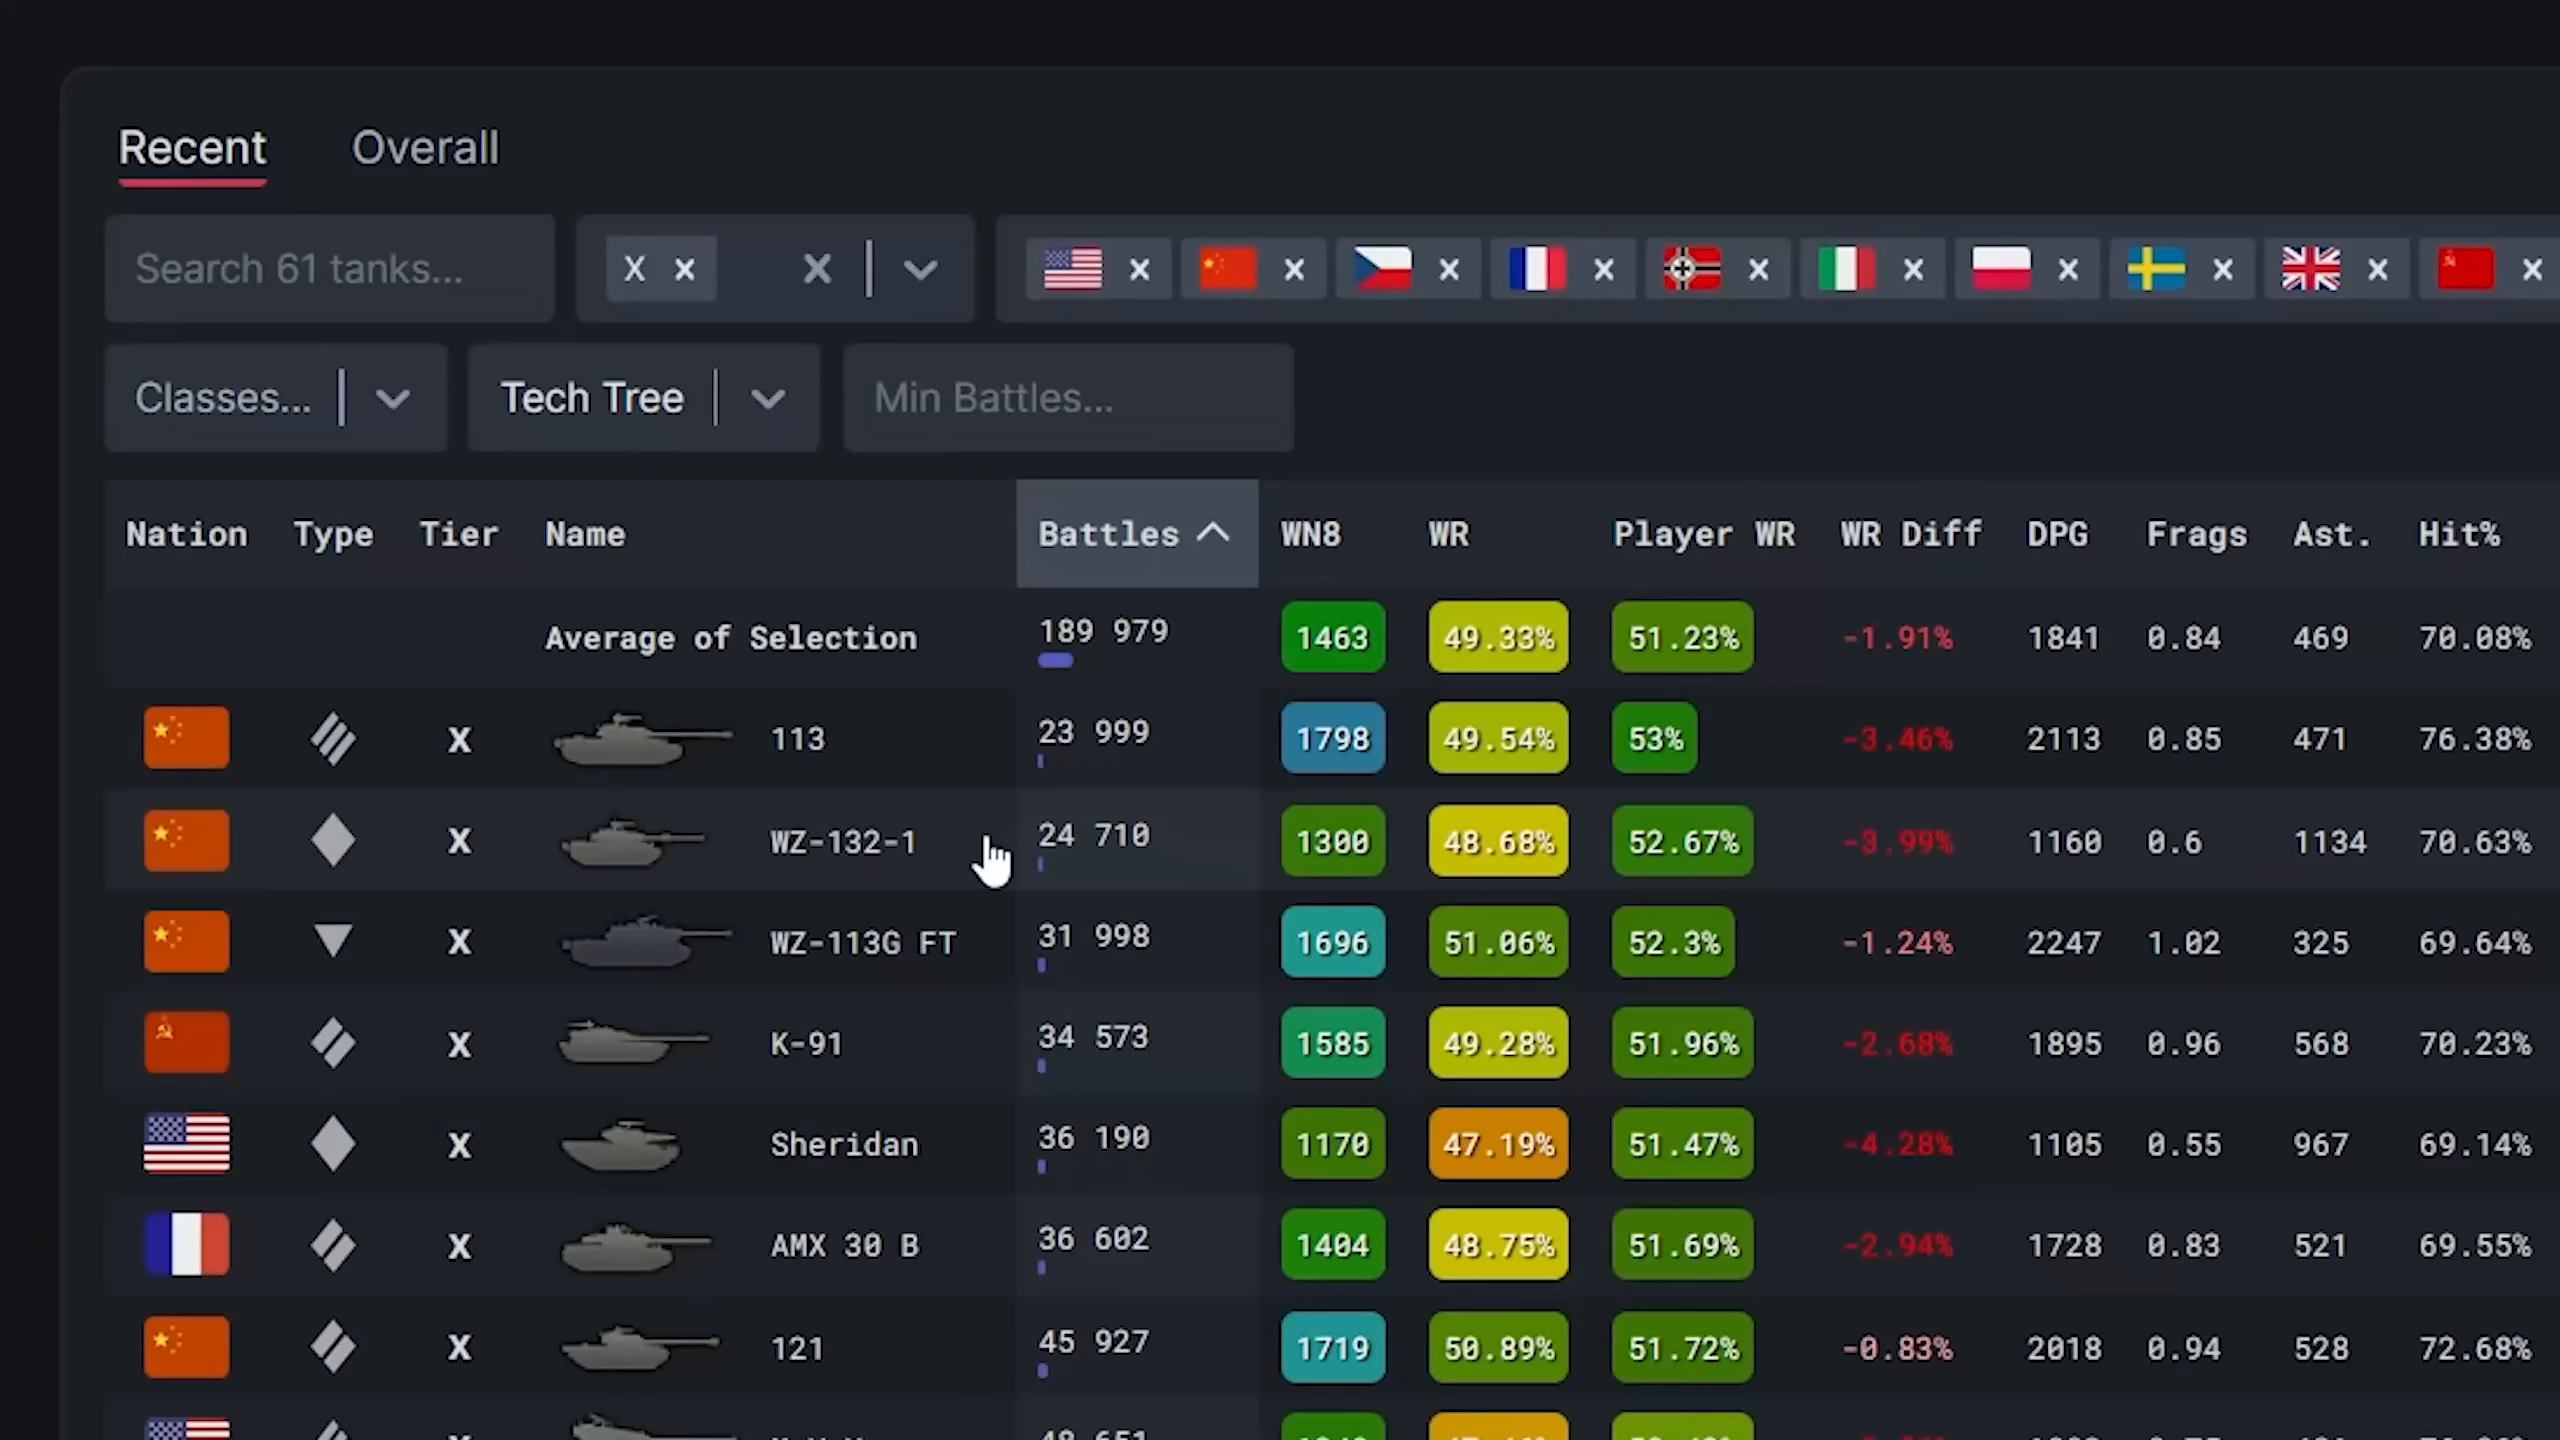 Recent Overall
Search 61 tanks... X × × × × × × × × × × × ×
Classes... Tech Tree Min Battles...
Nation Type Tier Name Battles WN8 WR Player WR WR Diff DPG Frags Ast. Hit%
Average of Selection 189 979 1463 49.33% 51.23% -1.91% 1841 0.84 469 70.08%
X 113 23 999 1798 49.54% 53% -3.46% 2113 0.85 471 76.38%
X WZ-132-1 24 710 1300 48.68% 52.67% -3.99% 1160 0.6 1134 70.63%
X WZ-113G FT 31 998 1696 51.06% 52.3% -1.24% 2247 1.02 325 69.64%
X K-91 34 573 1585 49.28% 51.96% -2.68% 1895 0.96 568 70.23%
X Sheridan 36 190 1170 47.19% 51.47% -4.28% 1105 0.55 967 69.14%
X AMX 30 B 36 602 1404 48.75% 51.69% -2.94% 1728 0.83 521 69.55%
X 121 45 927 1719 50.89% 51.72% -0.83% 2018 0.94 528 72.68%